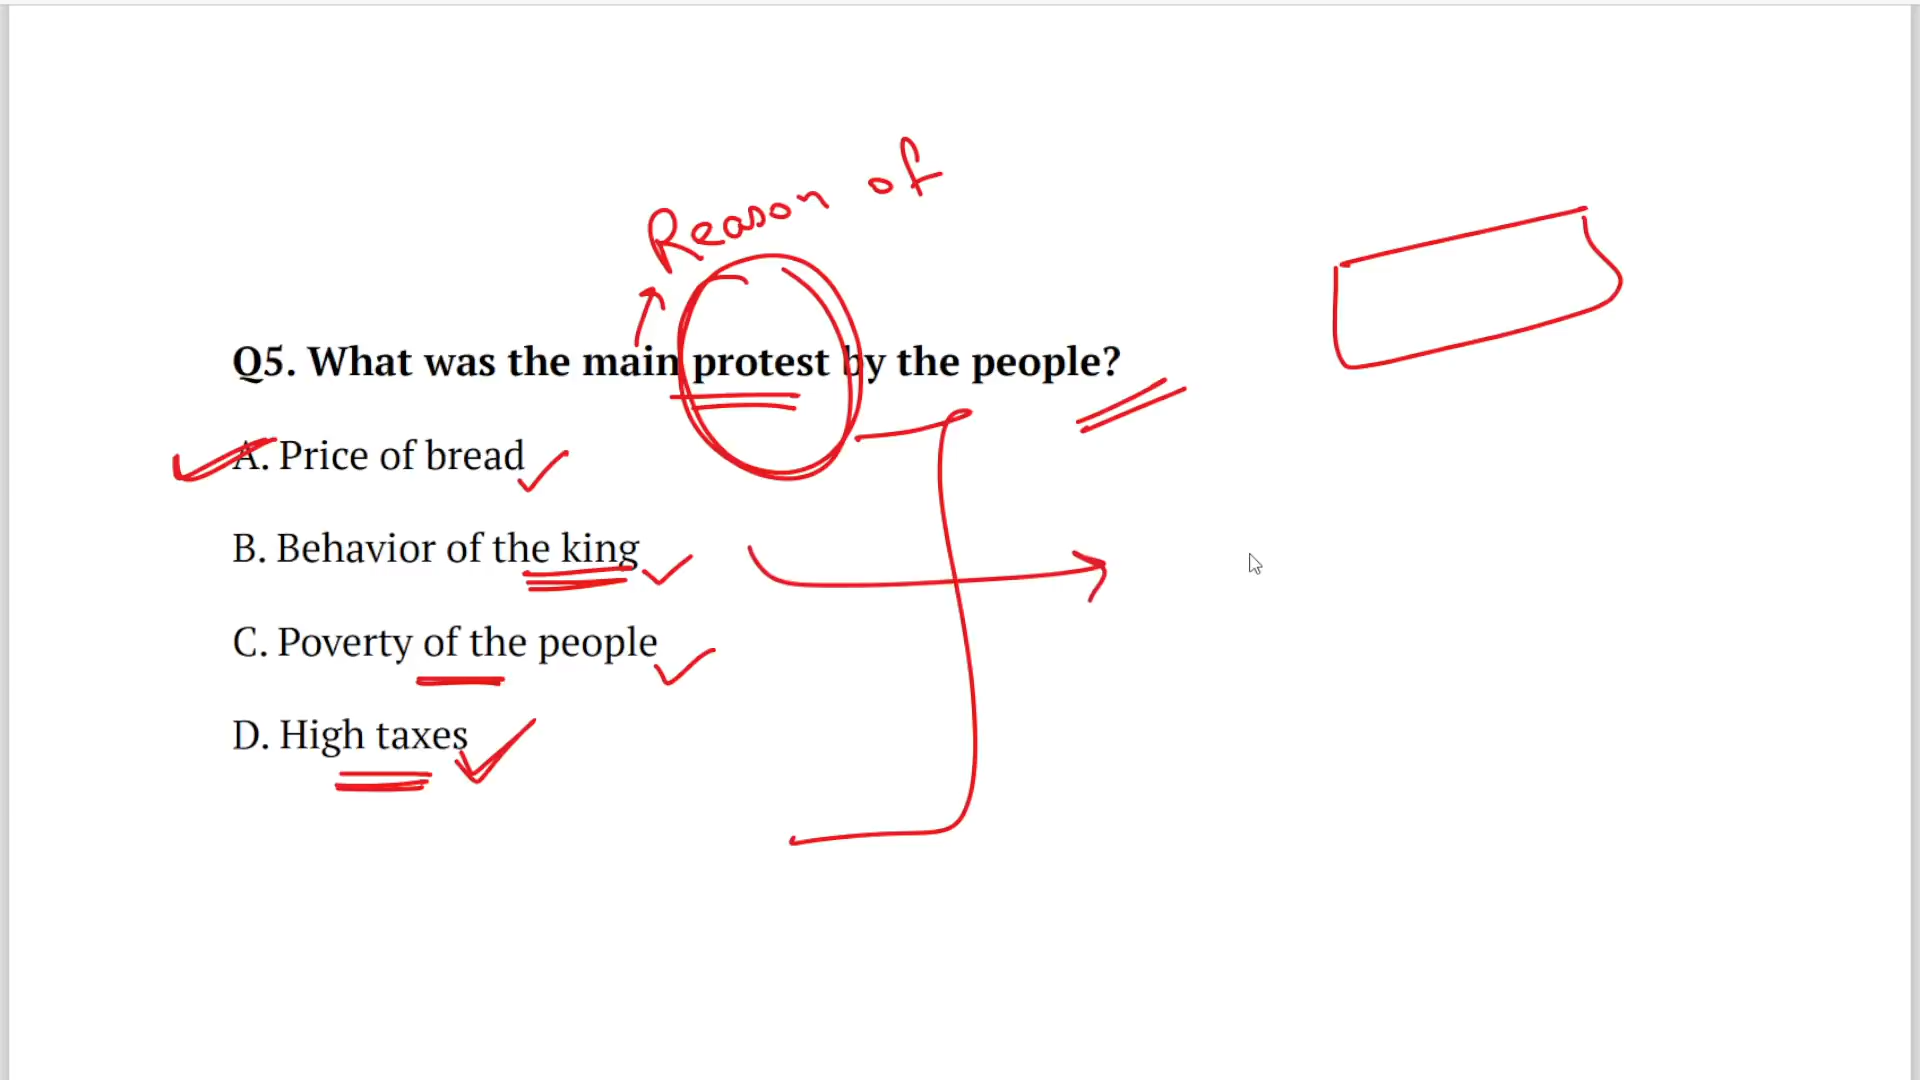 Reason of
Q5. What was the main protest by the people?
A. Price of bread
B. Behavior of the king
C. Poverty of the people
D. High taxes